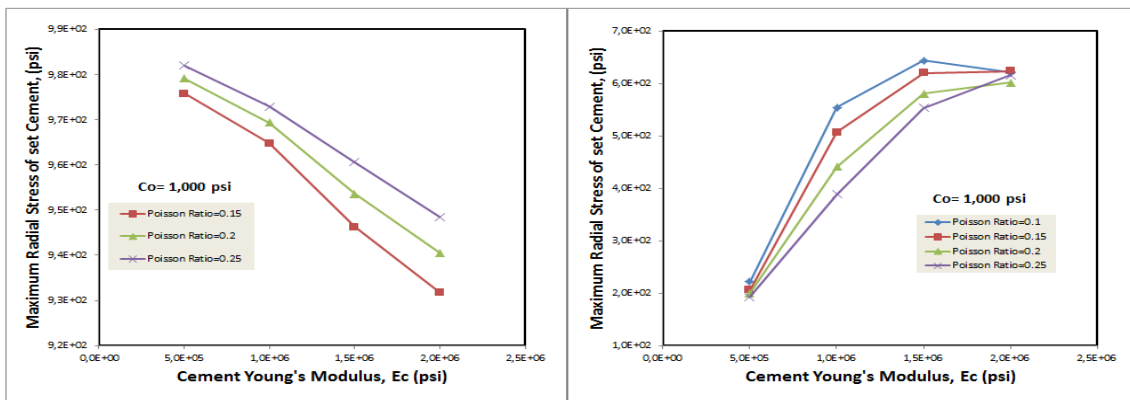 Maximum Radial Stress of set Cement, (psi)
9,9E+02
9,8E+02
9,7E+02
9,6E+02
9,5E+02
9,4E+02
9,3E+02
9,2E+02
Co= 1,000 psi
Poisson Ratio=0.15
Poisson Ratio=0.2
Poisson Ratio=0.25
0,0E+00 5,0E+05 1,0E+06 1,5E+06 2,0E+06 2,5E+06
Cement Young's Modulus, Ec (psi)
Maximum Radial Stress of set Cement, (psi)
7,0E+02
6,0E+02
5,0E+02
4,0E+02
3,0E+02
2,0E+02
1,0E+02
Co= 1,000 psi
Poisson Ratio=0.1
Poisson Ratio=0.15
Poisson Ratio=0.2
Poisson Ratio=0.25
0,0E+00 5,0E+05 1,0E+06 1,5E+06 2,0E+06 2,5E+06
Cement Young's Modulus, Ec (psi)